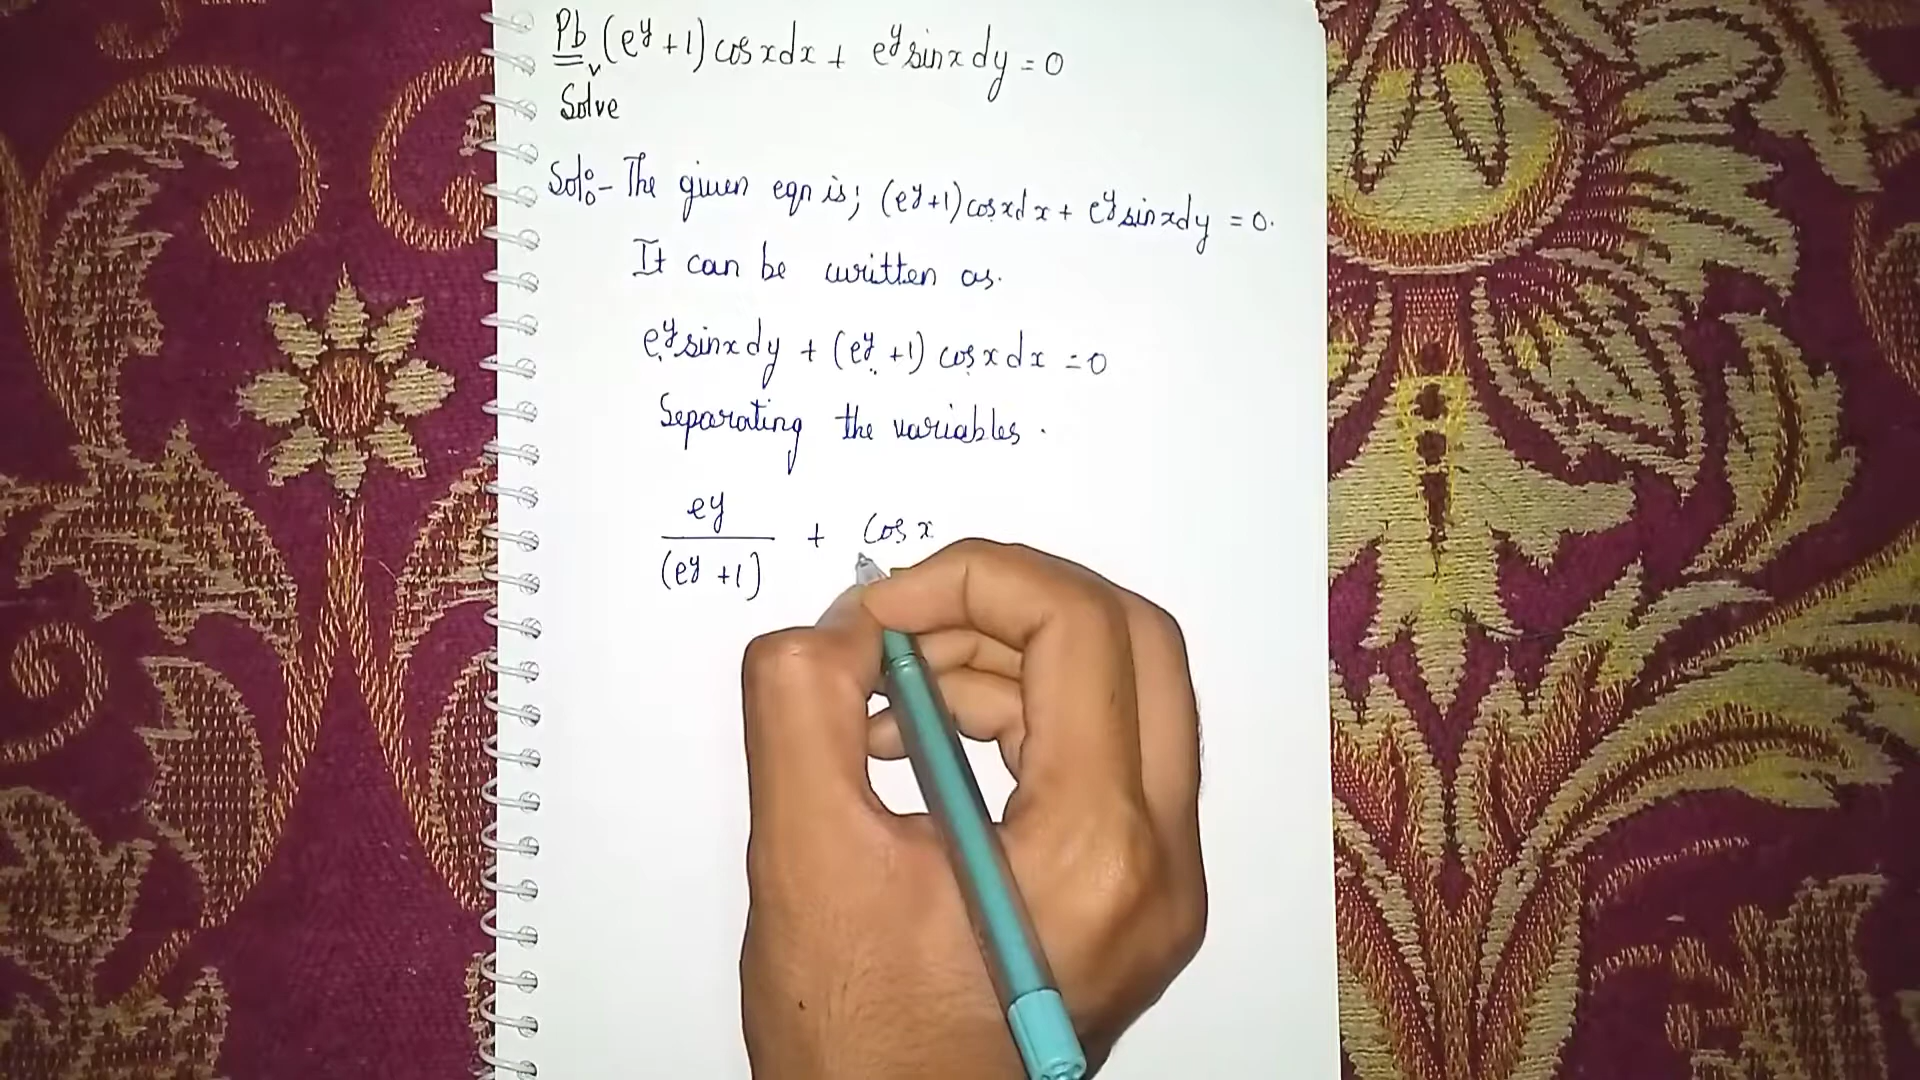 Pb (e^y + 1) cos x dx + e^y sin x dy = 0
Solve
Sol:- The given eqn is; (e^y + 1) cos x dx + e^y sin x dy = 0.
It can be written as.
e^y sin x dy + (e^y + 1) cos x dx = 0
Separating the variables.
e^y / (e^y + 1) + cos x